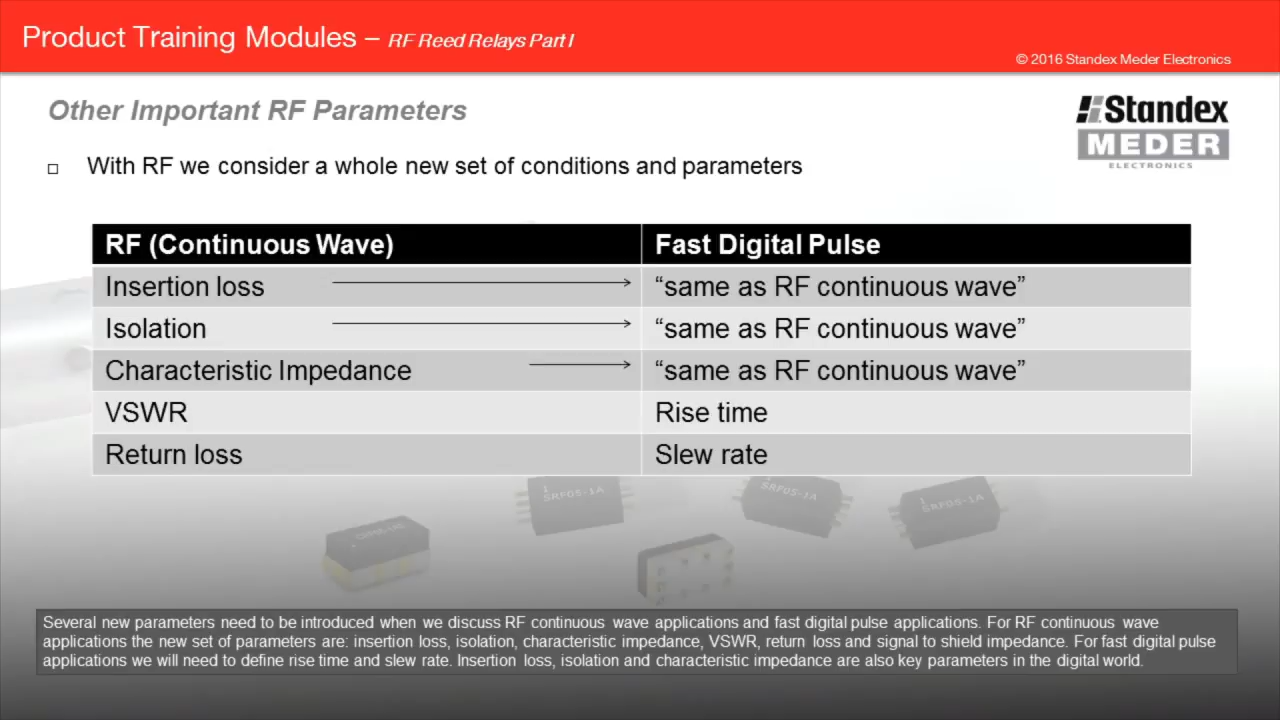 Product Training Modules – RF Reed Relays Part I
© 2016 Standex Meder Electronics
Other Important RF Parameters
Standex
MEDER
ELECTRONICS
□ With RF we consider a whole new set of conditions and parameters
RF (Continuous Wave) Fast Digital Pulse
Insertion loss “same as RF continuous wave”
Isolation “same as RF continuous wave”
Characteristic Impedance “same as RF continuous wave”
VSWR Rise time
Return loss Slew rate
SRF05-1A
SRF05-1A
SRF05-1A
Several new parameters need to be introduced when we discuss RF continuous wave applications and fast digital pulse applications. For RF continuous wave
applications the new set of parameters are: insertion loss, isolation, characteristic impedance, VSWR, return loss and signal to shield impedance. For fast digital pulse
applications we will need to define rise time and slew rate. Insertion loss, isolation and characteristic impedance are also key parameters in the digital world.